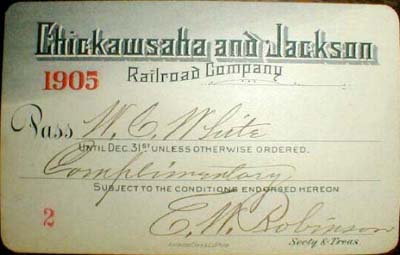 Chickawsaha and Jackson
1905
Railroad Company
Pass W. C. White
UNTIL DEC. 31ST UNLESS OTHERWISE ORDERED.
Complimentary
SUBJECT TO THE CONDITIONS ENDORSED HEREON
2
E. W. Robinson
Secty & Treas.